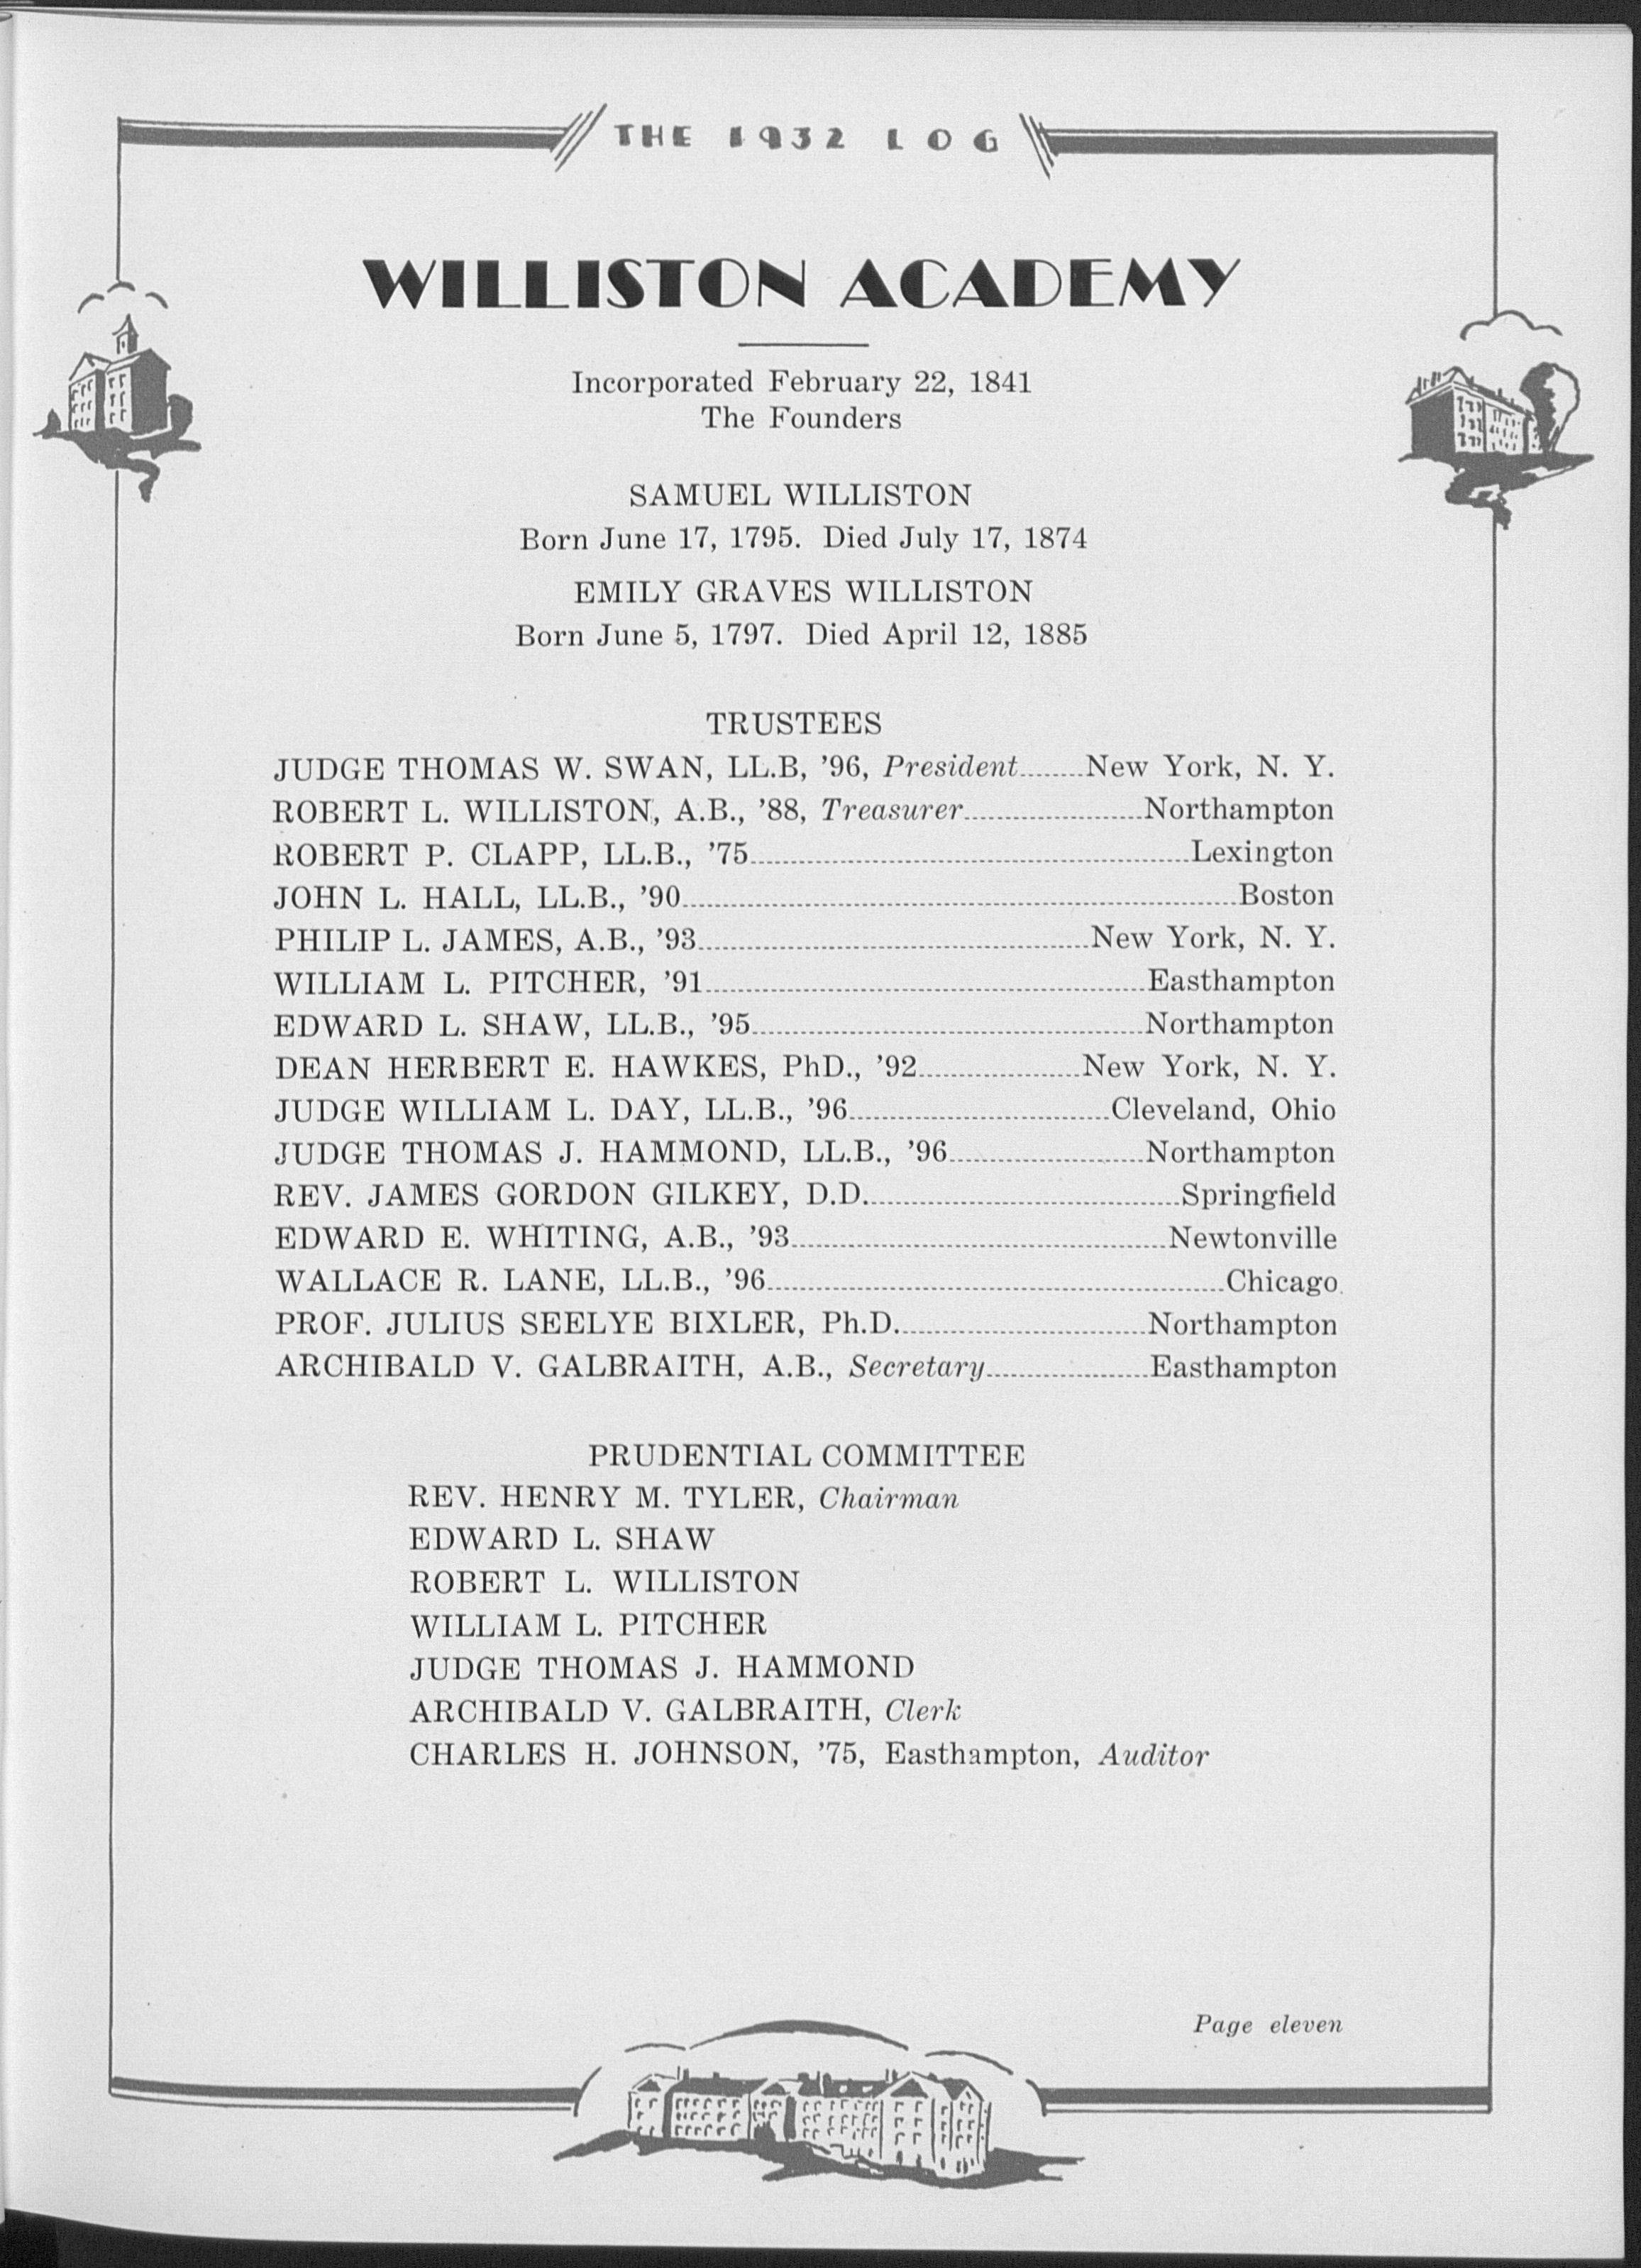 THE 1932 LOG
WILLISTON ACADEMY
Incorporated February 22, 1841
The Founders
SAMUEL WILLISTON
Born June 17, 1795. Died July 17, 1874
EMILY GRAVES WILLISTON
Born June 5, 1797. Died April 12, 1885
TRUSTEES
JUDGE THOMAS W. SWAN, LL.B, ’96, President........New York, N. Y.
ROBERT L. WILLISTON, A.B., ’88, Treasurer........Northampton
ROBERT P. CLAPP, LL.B., ’75........Lexington
JOHN L. HALL, LL.B., ’90........Boston
PHILIP L. JAMES, A.B., ’93........New York, N. Y.
WILLIAM L. PITCHER, ’91........Easthampton
EDWARD L. SHAW, LL.B., ’95........Northampton
DEAN HERBERT E. HAWKES, PhD., ’92........New York, N. Y.
JUDGE WILLIAM L. DAY, LL.B., ’96........Cleveland, Ohio
JUDGE THOMAS J. HAMMOND, LL.B., ’96........Northampton
REV. JAMES GORDON GILKEY, D.D.........Springfield
EDWARD E. WHITING, A.B., ’93........Newtonville
WALLACE R. LANE, LL.B., ’96........Chicago
PROF. JULIUS SEELYE BIXLER, Ph.D.........Northampton
ARCHIBALD V. GALBRAITH, A.B., Secretary........Easthampton
PRUDENTIAL COMMITTEE
REV. HENRY M. TYLER, Chairman
EDWARD L. SHAW
ROBERT L. WILLISTON
WILLIAM L. PITCHER
JUDGE THOMAS J. HAMMOND
ARCHIBALD V. GALBRAITH, Clerk
CHARLES H. JOHNSON, ’75, Easthampton, Auditor
Page eleven